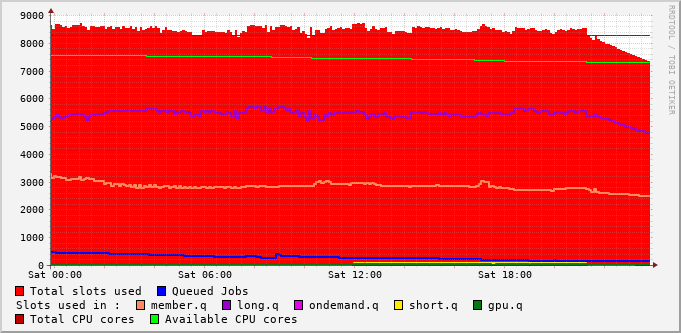 9000
8000
7000
6000
5000
4000
3000
2000
1000
0
Sat 00:00 Sat 06:00 Sat 12:00 Sat 18:00
RRDTOOL / TOBI OETIKER
Total slots used Queued Jobs
Slots used in : member.q long.q ondemand.q short.q gpu.q
Total CPU cores Available CPU cores